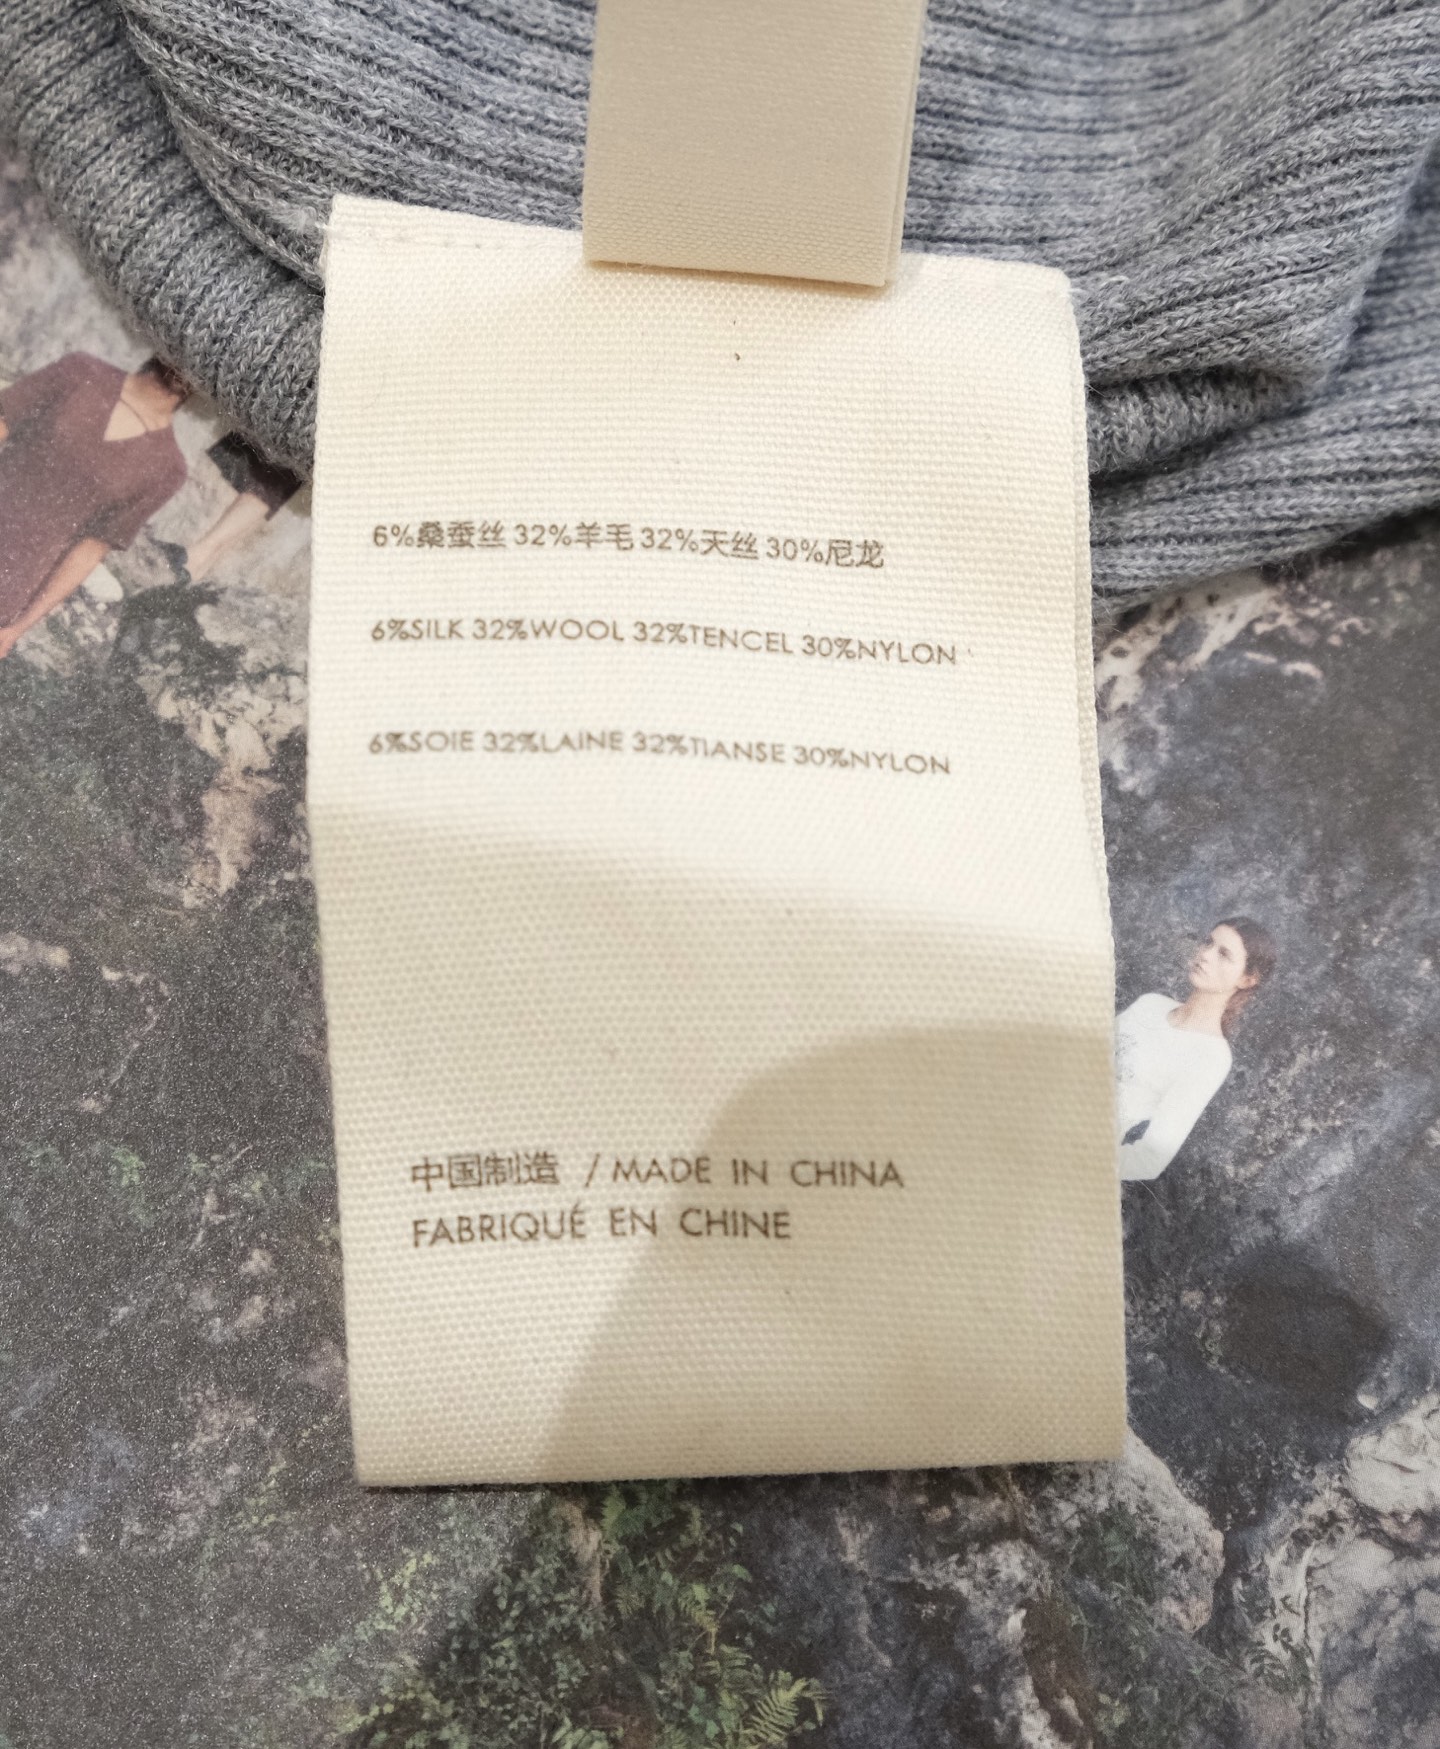 6%桑蚕丝 32%羊毛 32%天丝 30%尼龙
6%SILK 32%WOOL 32%TENCEL 30%NYLON
6%SOIE 32%LAINE 32%TIANSE 30%NYLON
中国制造 / MADE IN CHINA
FABRIQUÉ EN CHINE